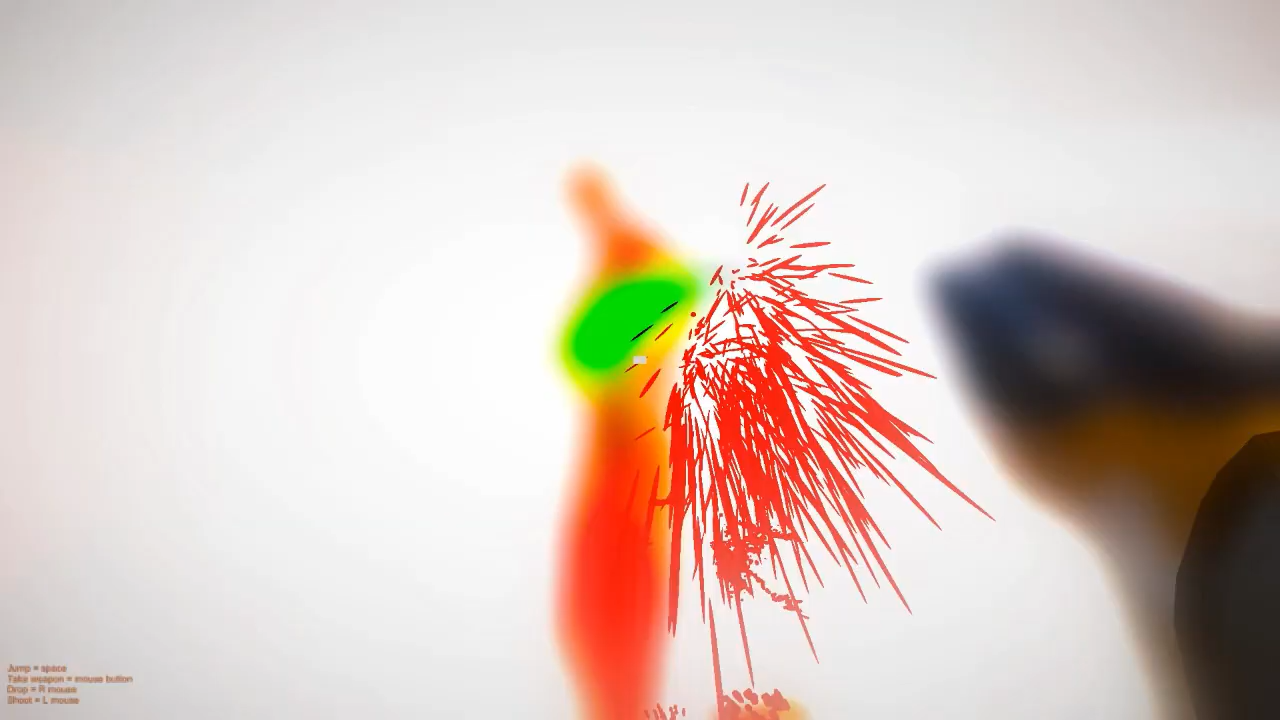 Jump = space
Take weapon = mouse button
Drop = R mouse
Shoot = L mouse